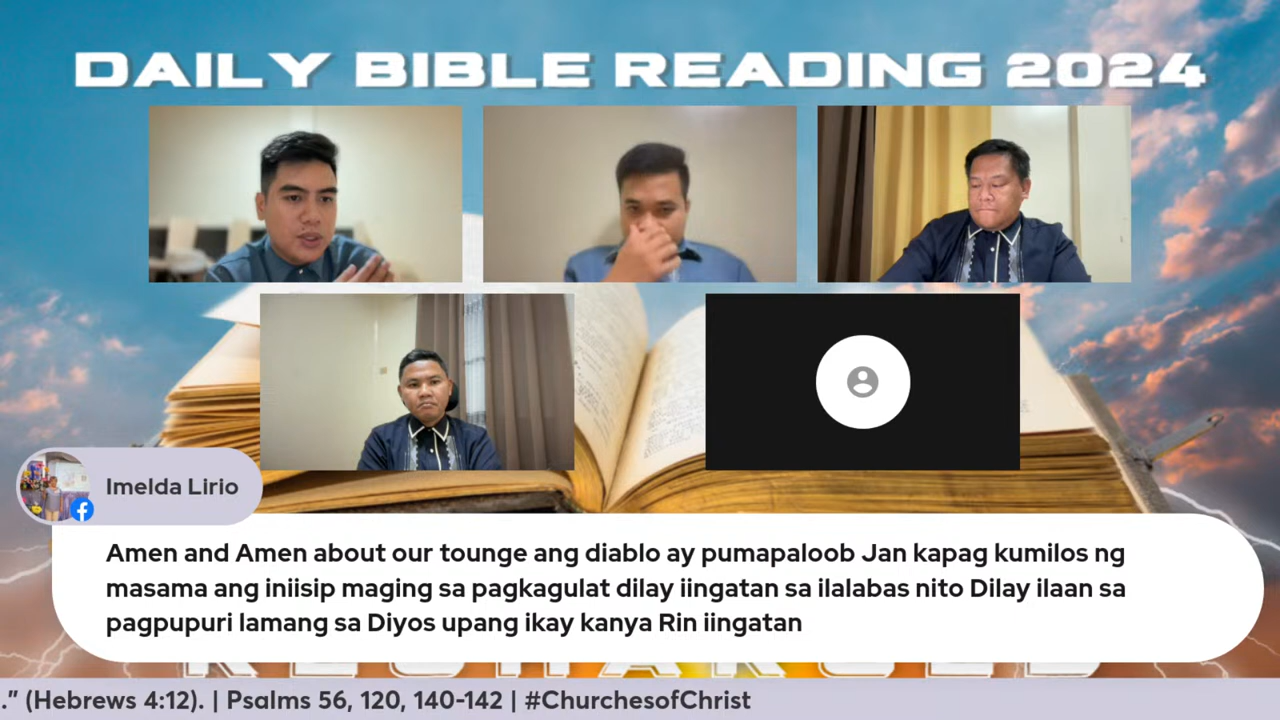 DAILY BIBLE READING 2024
Imelda Lirio
Amen and Amen about our tounge ang diablo ay pumapaloob Jan kapag kumilos ng
masama ang iniisip maging sa pagkagulat dilay iingatan sa ilalabas nito Dilay ilaan sa
pagpupuri lamang sa Diyos upang ikay kanya Rin iingatan
.” (Hebrews 4:12). | Psalms 56, 120, 140-142 | #ChurchesofChrist